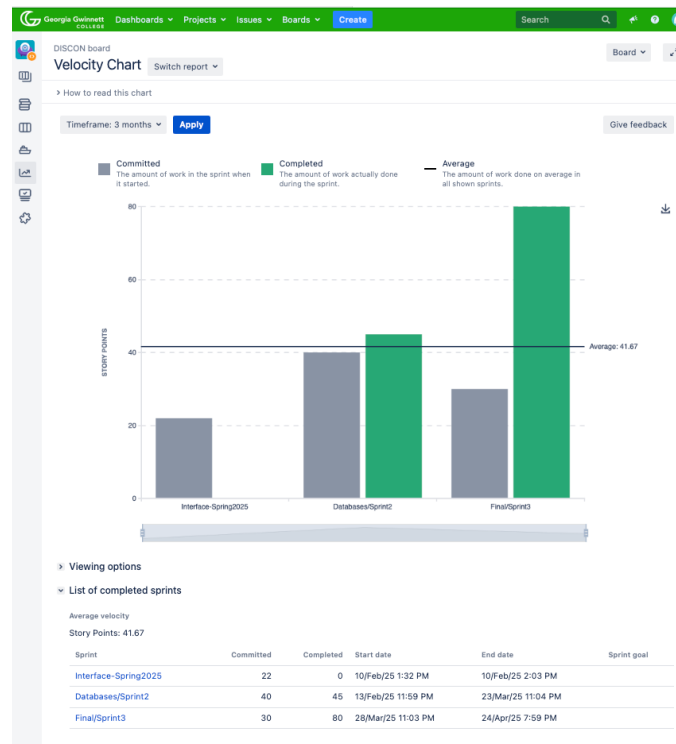 Georgia Gwinnett
COLLEGE
Dashboards Projects Issues Boards Create Search
DISCON board
Velocity Chart Switch report Board
How to read this chart
Timeframe: 3 months Apply Give feedback
Committed
The amount of work in the sprint when
it started.
Completed
The amount of work actually done
during the sprint.
Average
The amount of work done on average in
all shown sprints.
80
60
40
20
0
STORY POINTS
Average: 41.67
Interface-Spring2025 Databases/Sprint2 Final/Sprint3
Viewing options
List of completed sprints
Average velocity
Story Points: 41.67
Sprint Committed Completed Start date End date Sprint goal
Interface-Spring2025 22 0 10/Feb/25 1:32 PM 10/Feb/25 2:03 PM
Databases/Sprint2 40 45 13/Feb/25 11:59 PM 23/Mar/25 11:04 PM
Final/Sprint3 30 80 28/Mar/25 11:03 PM 24/Apr/25 7:59 PM